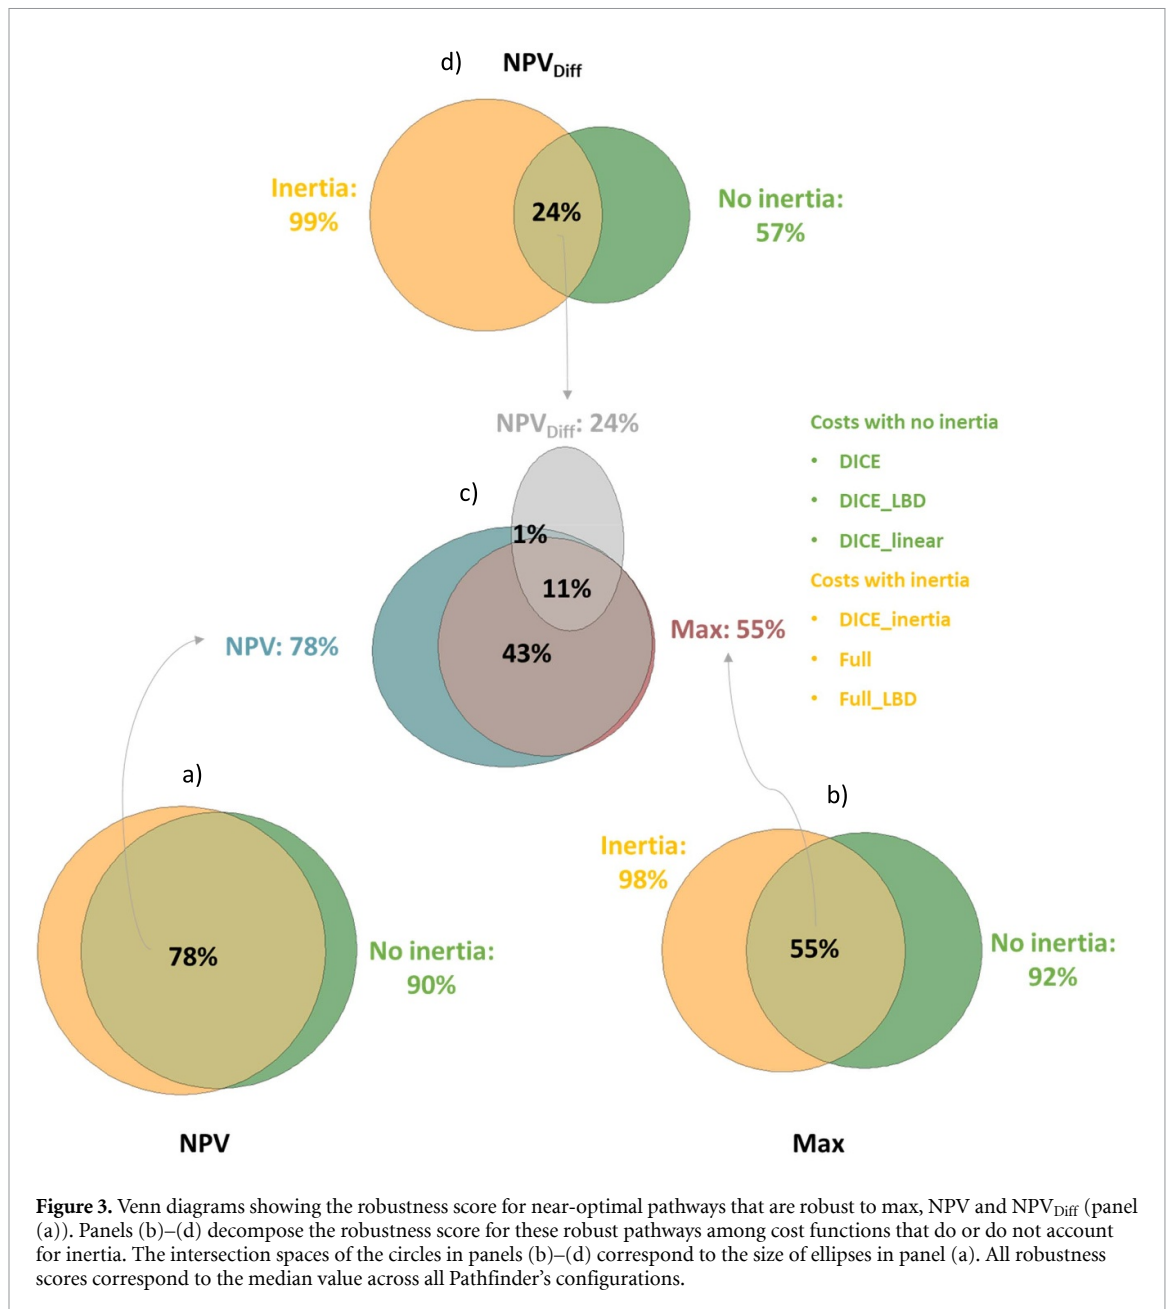 d) NPVDiff
Inertia:
99%
24%
No inertia:
57%
NPVDiff: 24%
c)
1%
11%
43%
NPV: 78%
Max: 55%
Costs with no inertia
• DICE
• DICE_LBD
• DICE_linear
Costs with inertia
• DICE_inertia
• Full
• Full_LBD
a)
78%
No inertia:
90%
NPV
b)
Inertia:
98%
55%
No inertia:
92%
Max
Figure 3. Venn diagrams showing the robustness score for near-optimal pathways that are robust to max, NPV and NPVDiff (panel
(a)). Panels (b)–(d) decompose the robustness score for these robust pathways among cost functions that do or do not account
for inertia. The intersection spaces of the circles in panels (b)–(d) correspond to the size of ellipses in panel (a). All robustness
scores correspond to the median value across all Pathfinder’s configurations.